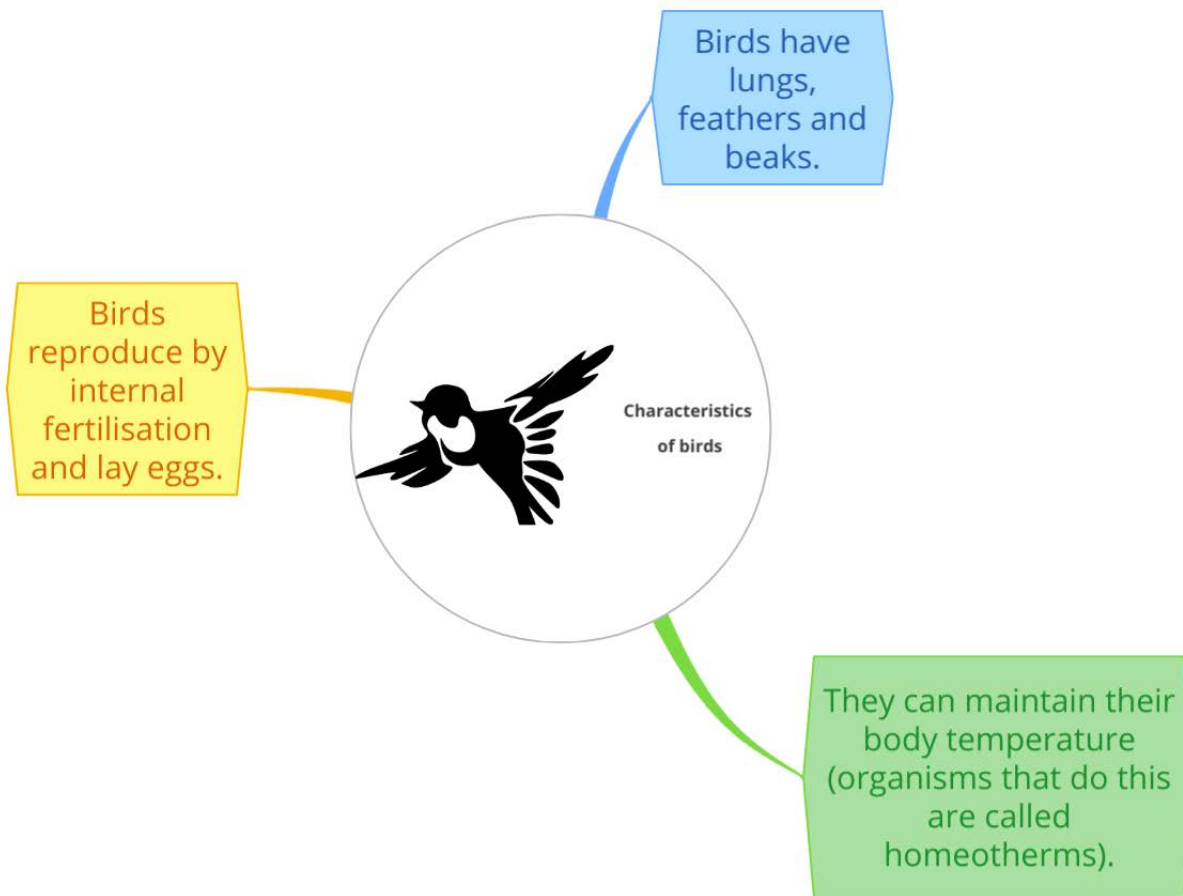 Birds have
lungs,
feathers and
beaks.
Birds
reproduce by
internal
fertilisation
and lay eggs.
Characteristics
of birds
They can maintain their
body temperature
(organisms that do this
are called
homeotherms).